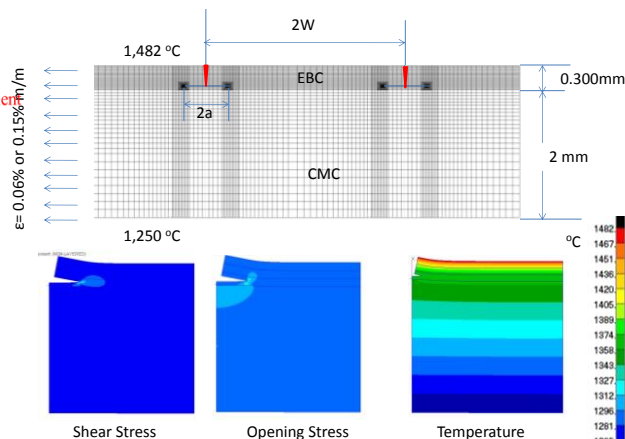 2W
1,482 °C
EBC
0.300mm
ent
2a
ε= 0.06% or 0.15% m/m
CMC
2 mm
1,250 °C
°C
1482.
1467.
1451.
1436.
1420.
1405.
1389.
1374.
1358.
1343.
1327.
1312.
1296.
1281.
Shear Stress
Opening Stress
Temperature